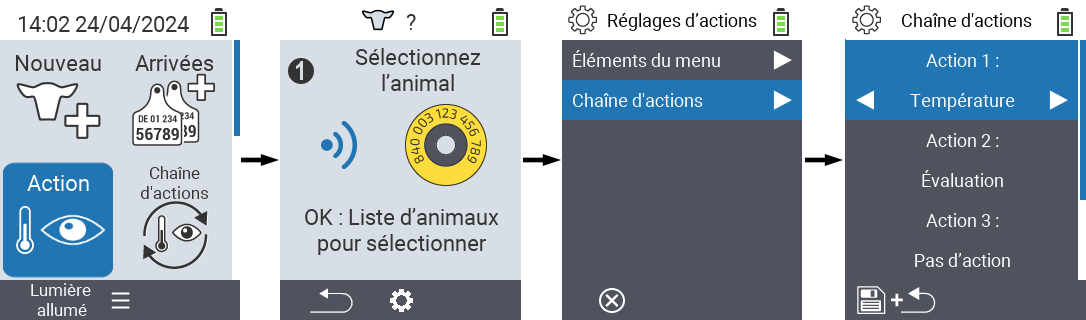 14:02 24/04/2024
Nouveau
Arrivées
DE 01 234
56789
234
39
Action
Chaîne
d'actions
Lumière
allumé
?
1
Sélectionnez
l’animal
840 003 123 456 789
OK : Liste d’animaux
pour sélectionner
Réglages d’actions
Éléments du menu
Chaîne d'actions
Chaîne d'actions
Action 1 :
Température
Action 2 :
Évaluation
Action 3 :
Pas d’action
+